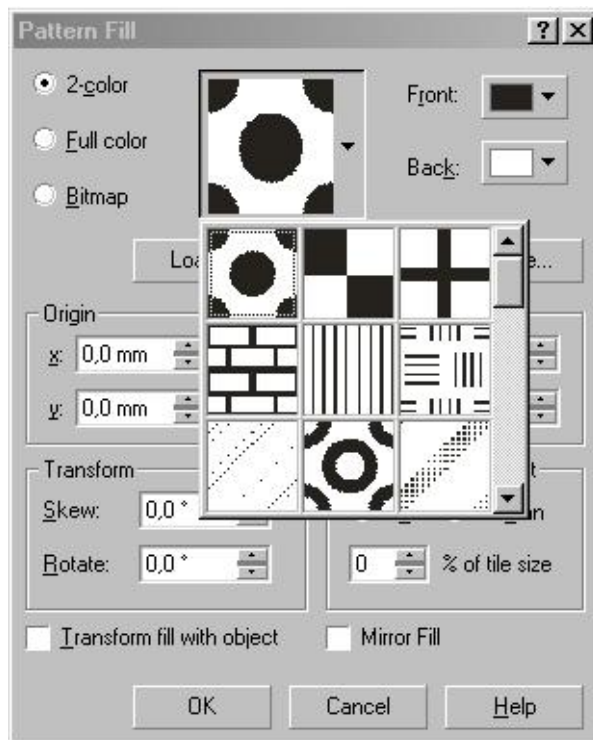 Pattern Fill
2-color
Front:
Full color
Back:
Bitmap
Origin
x: 0,0 mm
y: 0,0 mm
Transform
Skew: 0,0 °
Rotate: 0,0 °
0 % of tile size
Transform fill with object
Mirror Fill
OK Cancel Help